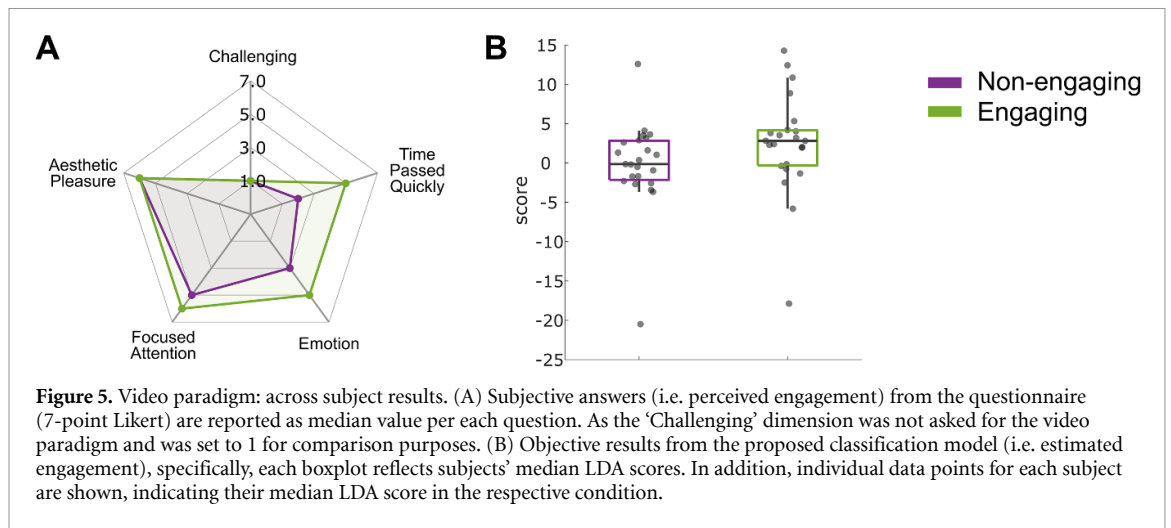 A
Challenging
7.0
5.0
3.0
1.0
Aesthetic
Pleasure
Time
Passed
Quickly
Focused
Attention
Emotion
B
15
10
5
0
-5
-10
-15
-20
-25
score
Non-engaging
Engaging
Figure 5. Video paradigm: across subject results. (A) Subjective answers (i.e. perceived engagement) from the questionnaire
(7-point Likert) are reported as median value per each question. As the ‘Challenging’ dimension was not asked for the video
paradigm and was set to 1 for comparison purposes. (B) Objective results from the proposed classification model (i.e. estimated
engagement), specifically, each boxplot reflects subjects’ median LDA scores. In addition, individual data points for each subject
are shown, indicating their median LDA score in the respective condition.